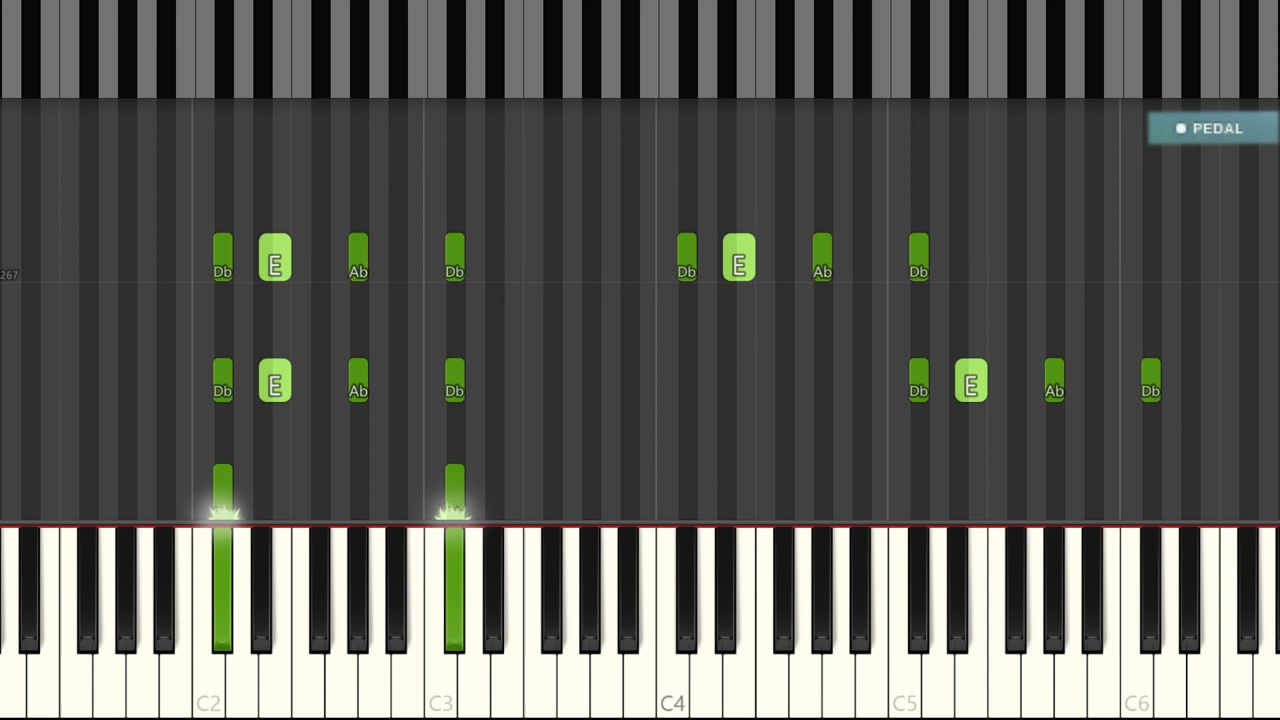 PEDAL
Db E Ab Db Db E Ab Db
267
Db E Ab Db Db E Ab Db
C2 C3 C4 C5 C6